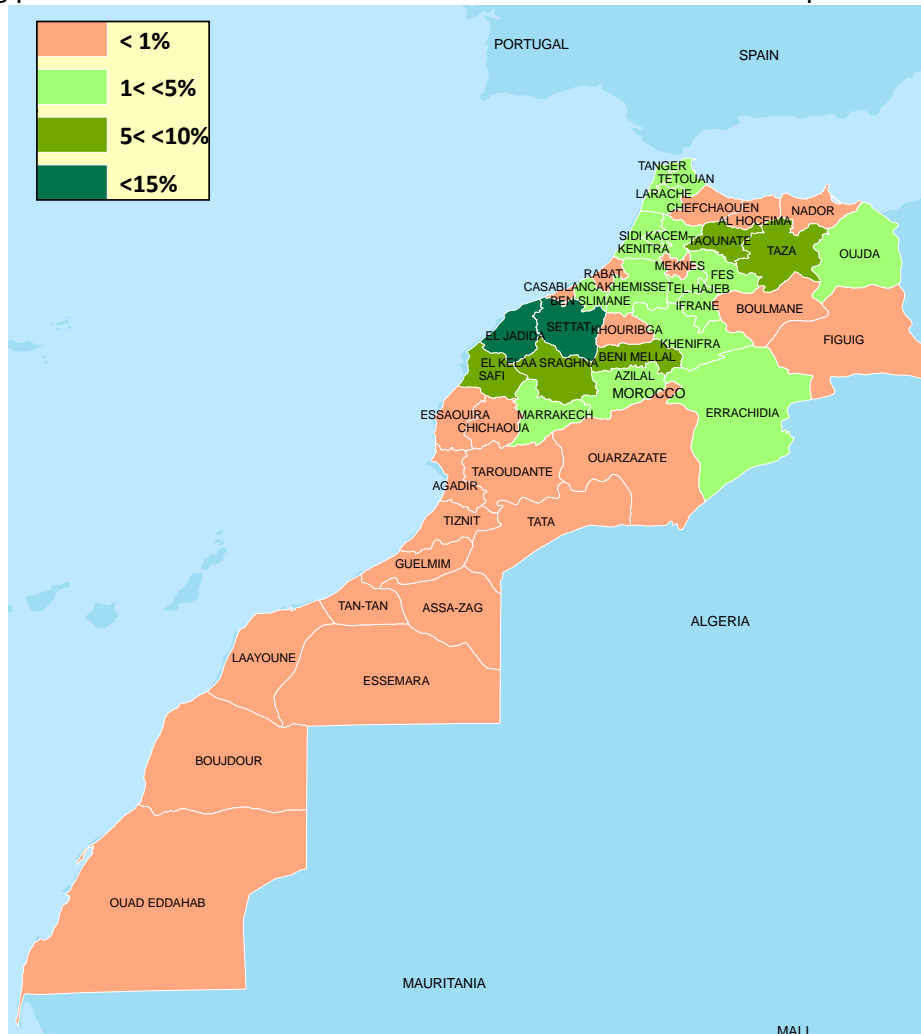 < 1%
1< <5%
5< <10%
<15%
PORTUGAL
SPAIN
TANGER
TETOUAN
LARACHE
CHEFCHAOUEN
NADOR
AL HOCEIMA
SIDI KACEM
TAOUNATE
KENITRA
TAZA
OUJDA
RABAT
MEKNES
FES
CASABLANCA
KHEMISSET
EL HAJEB
BEN SLIMANE
IFRANE
BOULMANE
SETTAT
KHOURIBGA
EL JADIDA
KHENIFRA
FIGUIG
EL KELAA SRAGHNA
BENI MELLAL
SAFI
AZILAL
MOROCCO
ESSAOUIRA
MARRAKECH
ERRACHIDIA
CHICHAOUA
OUARZAZATE
TAROUDANTE
AGADIR
TIZNIT
TATA
GUELMIM
TAN-TAN
ASSA-ZAG
ALGERIA
LAAYOUNE
ESSEMARA
BOUJDOUR
OUAD EDDAHAB
MAURITANIA
MALI